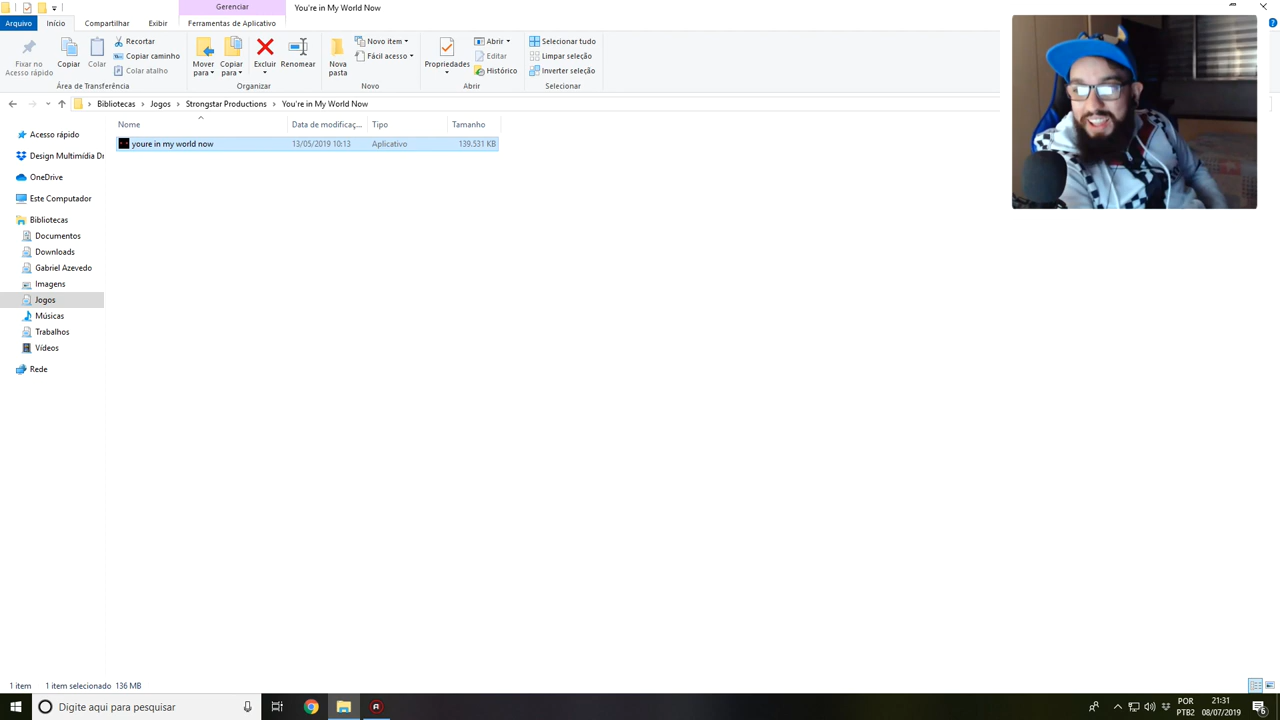 Gerenciar
You're in My World Now
Arquivo
Início
Compartilhar
Exibir
Ferramentas de Aplicativo
Fixar no
Acesso rápido
Copiar
Colar
Recortar
Copiar caminho
Colar atalho
Área de Transferência
Mover
para
Copiar
para
Excluir
Renomear
Organizar
Nova
pasta
Novo item
Fácil acesso
Novo
Propriedades
Abrir
Editar
Histórico
Abrir
Selecionar tudo
Limpar seleção
Inverter seleção
Selecionar
Bibliotecas
Jogos
Strongstar Productions
You're in My World Now
Nome
Data de modificaç...
Tipo
Tamanho
youre in my world now
13/05/2019 10:13
Aplicativo
139.531 KB
Acesso rápido
Design Multimídia Dr
OneDrive
Este Computador
Bibliotecas
Documentos
Downloads
Gabriel Azevedo
Imagens
Jogos
Músicas
Trabalhos
Vídeos
Rede
1 item
1 item selecionado 136 MB
Digite aqui para pesquisar
POR
PTB2
21:31
08/07/2019
6